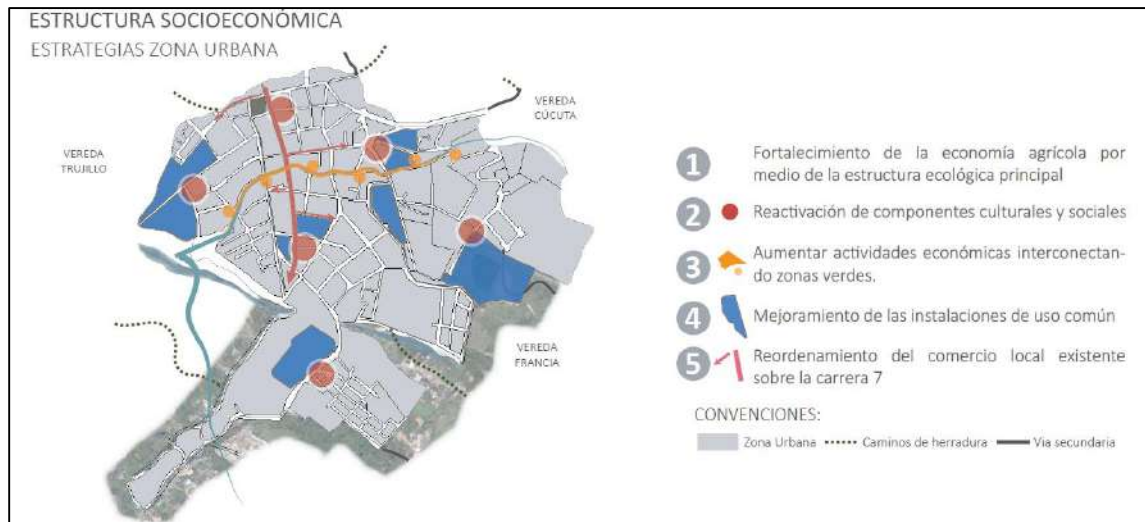 ESTRUCTURA SOCIOECONÓMICA
ESTRATEGIAS ZONA URBANA
VEREDA
CÚCUTA
VEREDA
TRUJILLO
VEREDA
FRANCIA
1 Fortalecimiento de la economía agrícola por
medio de la estructura ecológica principal
2 Reactivación de componentes culturales y sociales
3 Aumentar actividades económicas interconectan-
do zonas verdes.
4 Mejoramiento de las instalaciones de uso común
5 Reordenamiento del comercio local existente
sobre la carrera 7
CONVENCIONES:
Zona Urbana Caminos de herradura Via secundaria